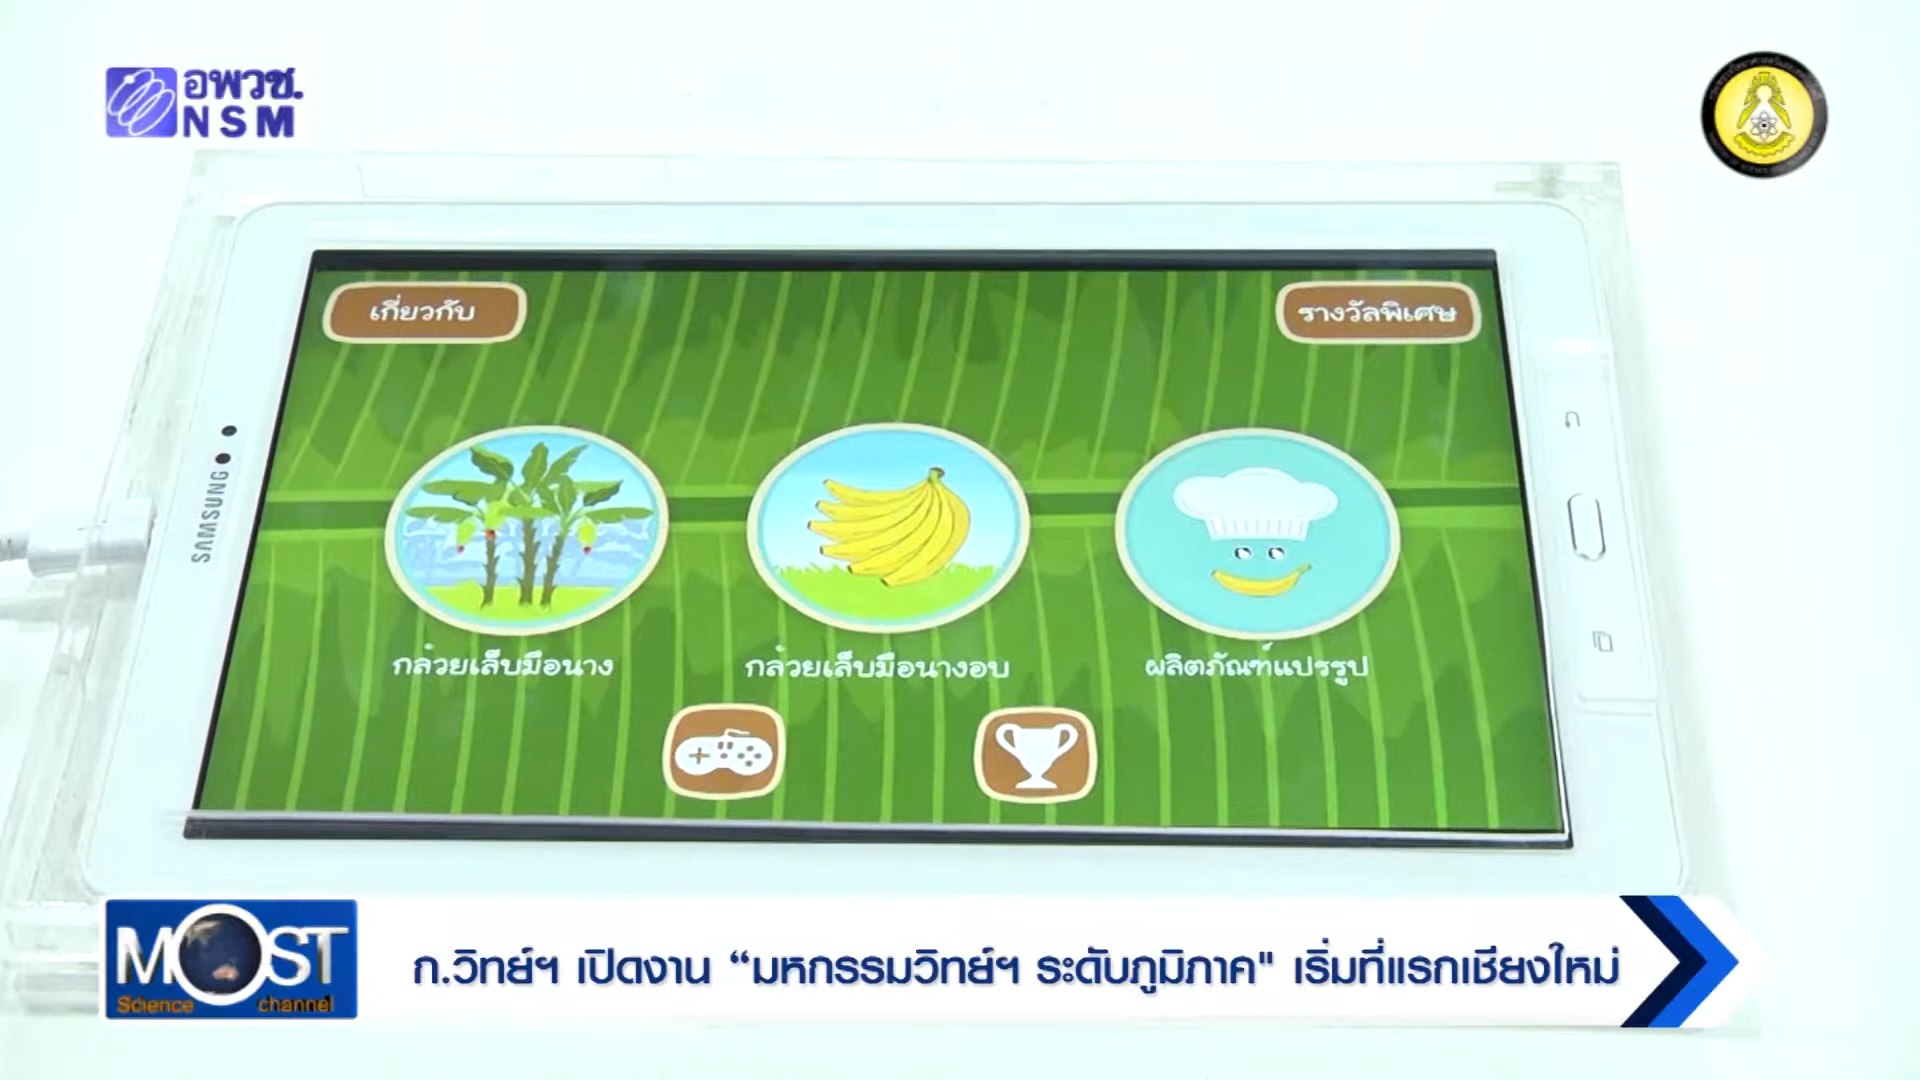 อพวช.
NSM
เกี่ยวกับ
รางวัลพิเศษ
SAMSUNG
กล้วยเล็บมือนาง
กล้วยเล็บมือนางอบ
ผลิตภัณฑ์แปรรูป
MOST
Science channel
ก.วิทย์ฯ เปิดงาน “มหกรรมวิทย์ฯ ระดับภูมิภาค" เริ่มที่แรกเชียงใหม่